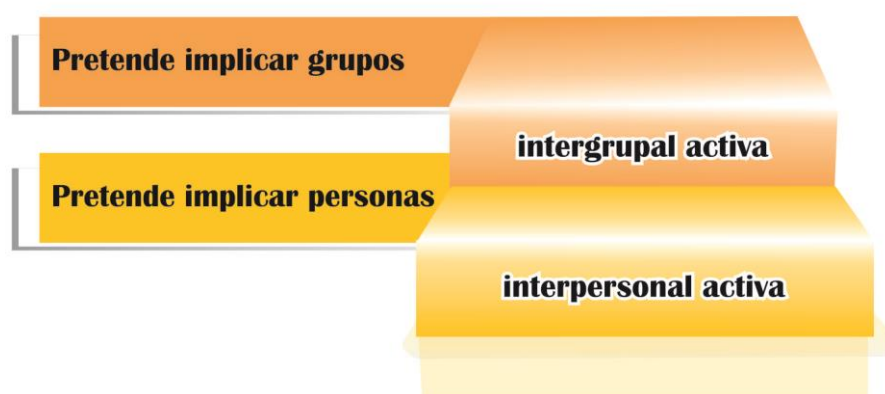 Pretende implicar grupos
intergrupal activa
Pretende implicar personas
interpersonal activa